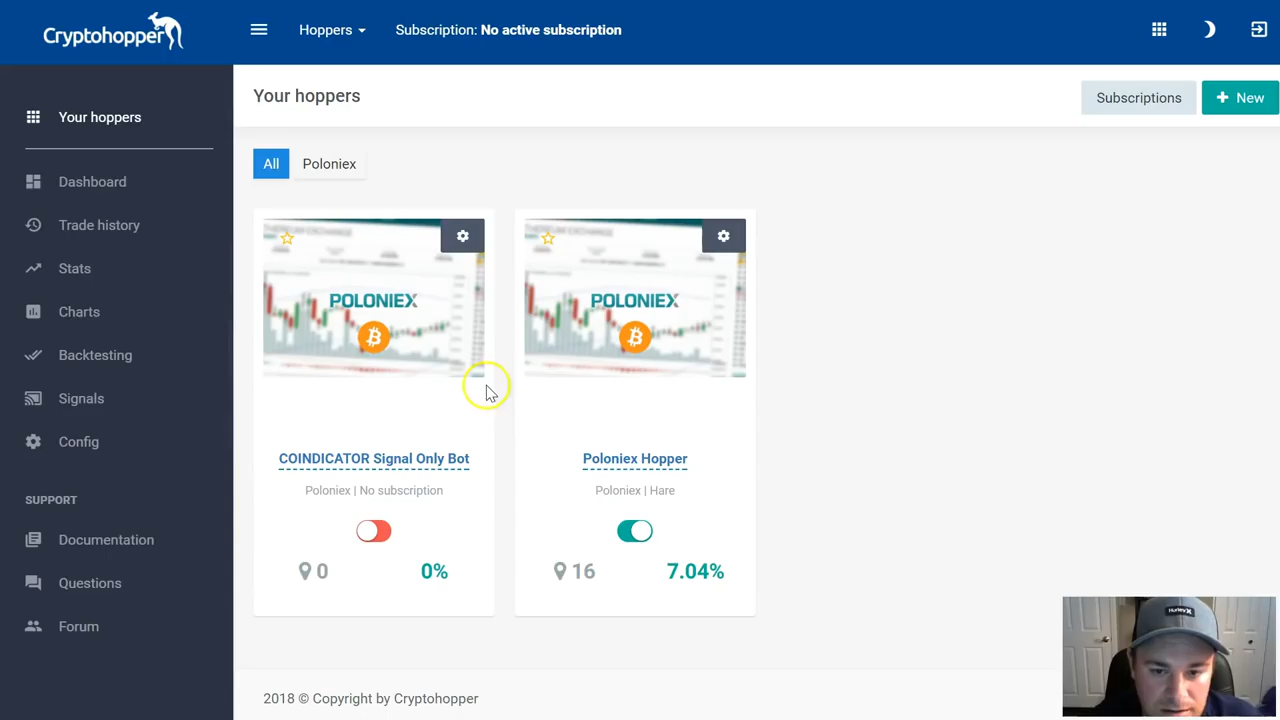 Cryptohopper
Hoppers
Subscription: No active subscription
Your hoppers
Dashboard
Trade history
Stats
Charts
Backtesting
Signals
Config
SUPPORT
Documentation
Questions
Forum
Your hoppers
Subscriptions
+ New
All
Poloniex
POLONIEX
COINDICATOR Signal Only Bot
Poloniex | No subscription
0
0%
POLONIEX
Poloniex Hopper
Poloniex | Hare
16
7.04%
2018 © Copyright by Cryptohopper